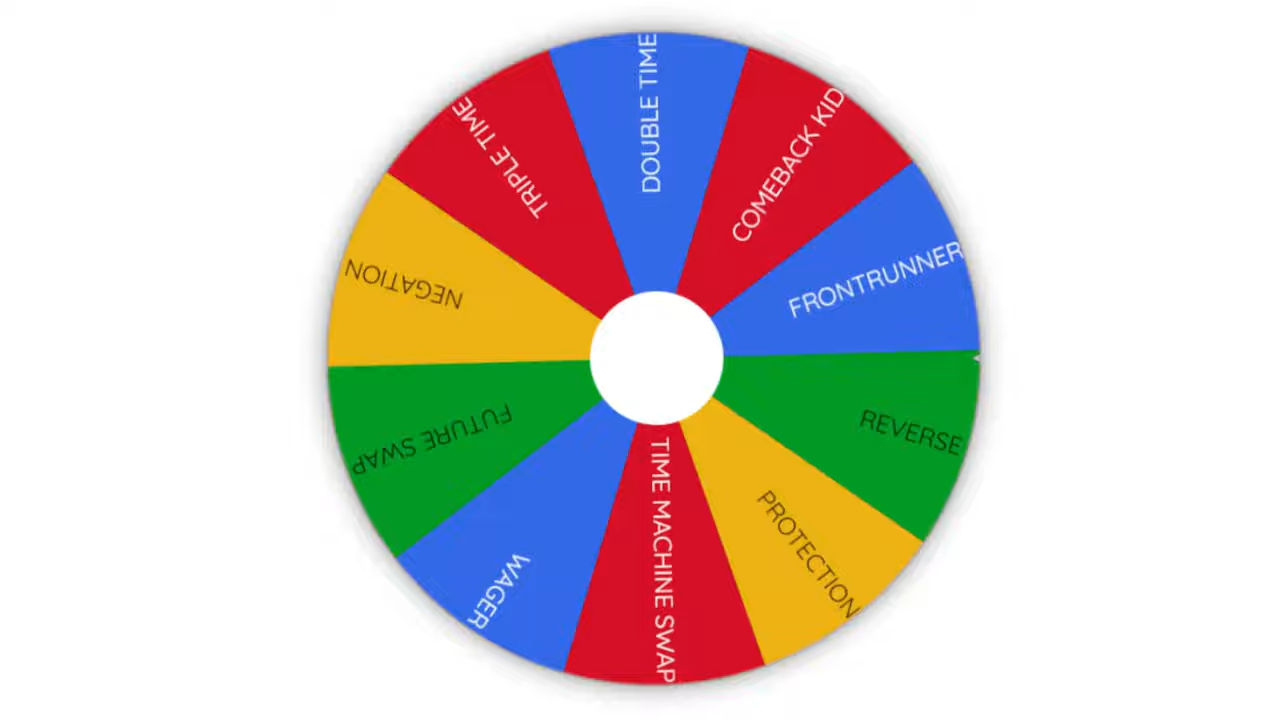 DOUBLE TIME
COMEBACK KID
FRONTRUNNER
REVERSE
PROTECTION
TIME MACHINE SWAP
WAGER
FUTURE SWAP
NEGATION
TRIPLE TIME